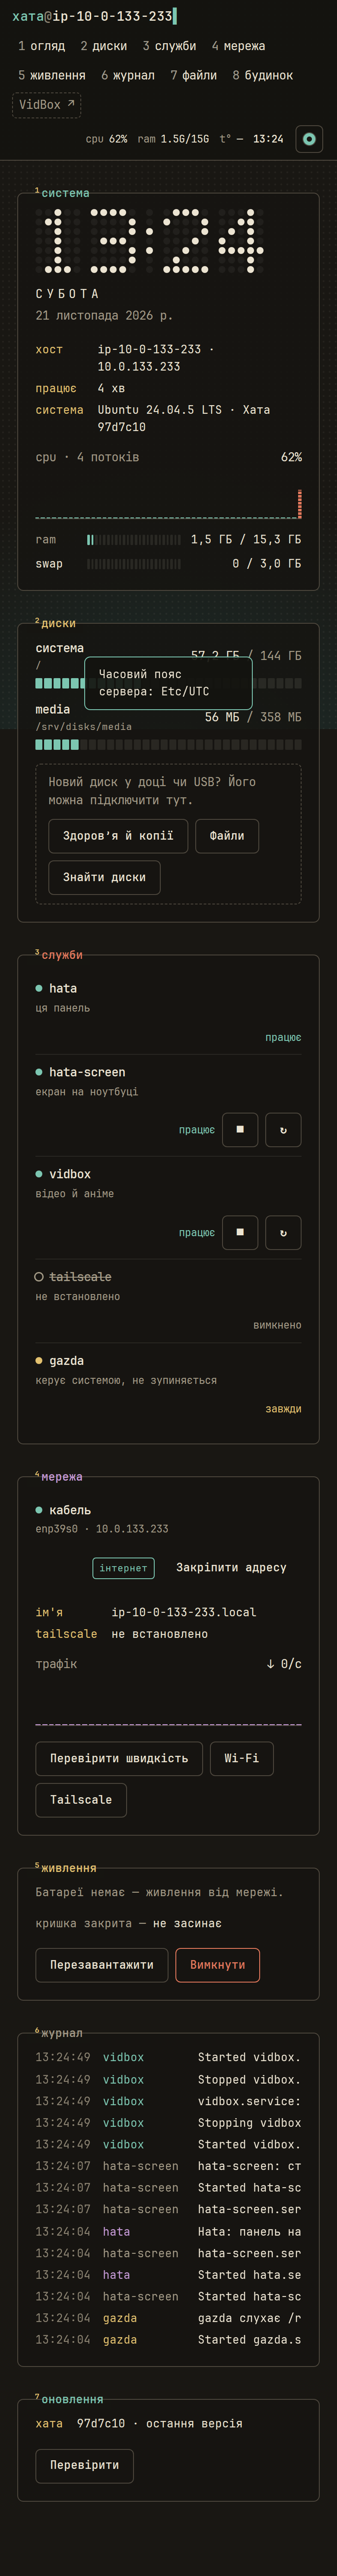 хата@ip-10-0-133-233
1 огляд 2 диски 3 служби 4 мережа
5 живлення 6 журнал 7 файли 8 будинок
VidBox ↗
cpu 62% ram 1.5G/15G t° — 13:24
1 система
13:24
СУБОТА
21 листопада 2026 р.
хост ip-10-0-133-233 ·
10.0.133.233
працює 4 хв
система Ubuntu 24.04.5 LTS · Хата
97d7c10
cpu · 4 потоків 62%
ram 1,5 ГБ / 15,3 ГБ
swap 0 / 3,0 ГБ
2 диски
система 57,2 ГБ / 144 ГБ
/
Часовий пояс
сервера: Etc/UTC
media 56 МБ / 358 МБ
/srv/disks/media
Новий диск у доці чи USB? Його
можна підключити тут.
Здоров'я й копії Файли
Знайти диски
3 служби
hata
ця панель
працює
hata-screen
екран на ноутбуці
працює ■ ↻
vidbox
відео й аніме
працює ■ ↻
tailscale
не встановлено
вимкнено
gazda
керує системою, не зупиняється
завжди
4 мережа
кабель
enp39s0 · 10.0.133.233
інтернет Закріпити адресу
ім'я ip-10-0-133-233.local
tailscale не встановлено
трафік ↓ 0/с
Перевірити швидкість Wi-Fi
Tailscale
5 живлення
Батареї немає — живлення від мережі.
кришка закрита — не засинає
Перезавантажити Вимкнути
6 журнал
13:24:49 vidbox Started vidbox.
13:24:49 vidbox Stopped vidbox.
13:24:49 vidbox vidbox.service:
13:24:49 vidbox Stopping vidbox
13:24:49 vidbox Started vidbox.
13:24:07 hata-screen hata-screen: ст
13:24:07 hata-screen Started hata-sc
13:24:07 hata-screen hata-screen.ser
13:24:04 hata Hata: панель на
13:24:04 hata-screen hata-screen.ser
13:24:04 hata Started hata.se
13:24:04 hata-screen Started hata-sc
13:24:04 gazda gazda слухає /r
13:24:04 gazda Started gazda.s
7 оновлення
хата 97d7c10 · остання версія
Перевірити